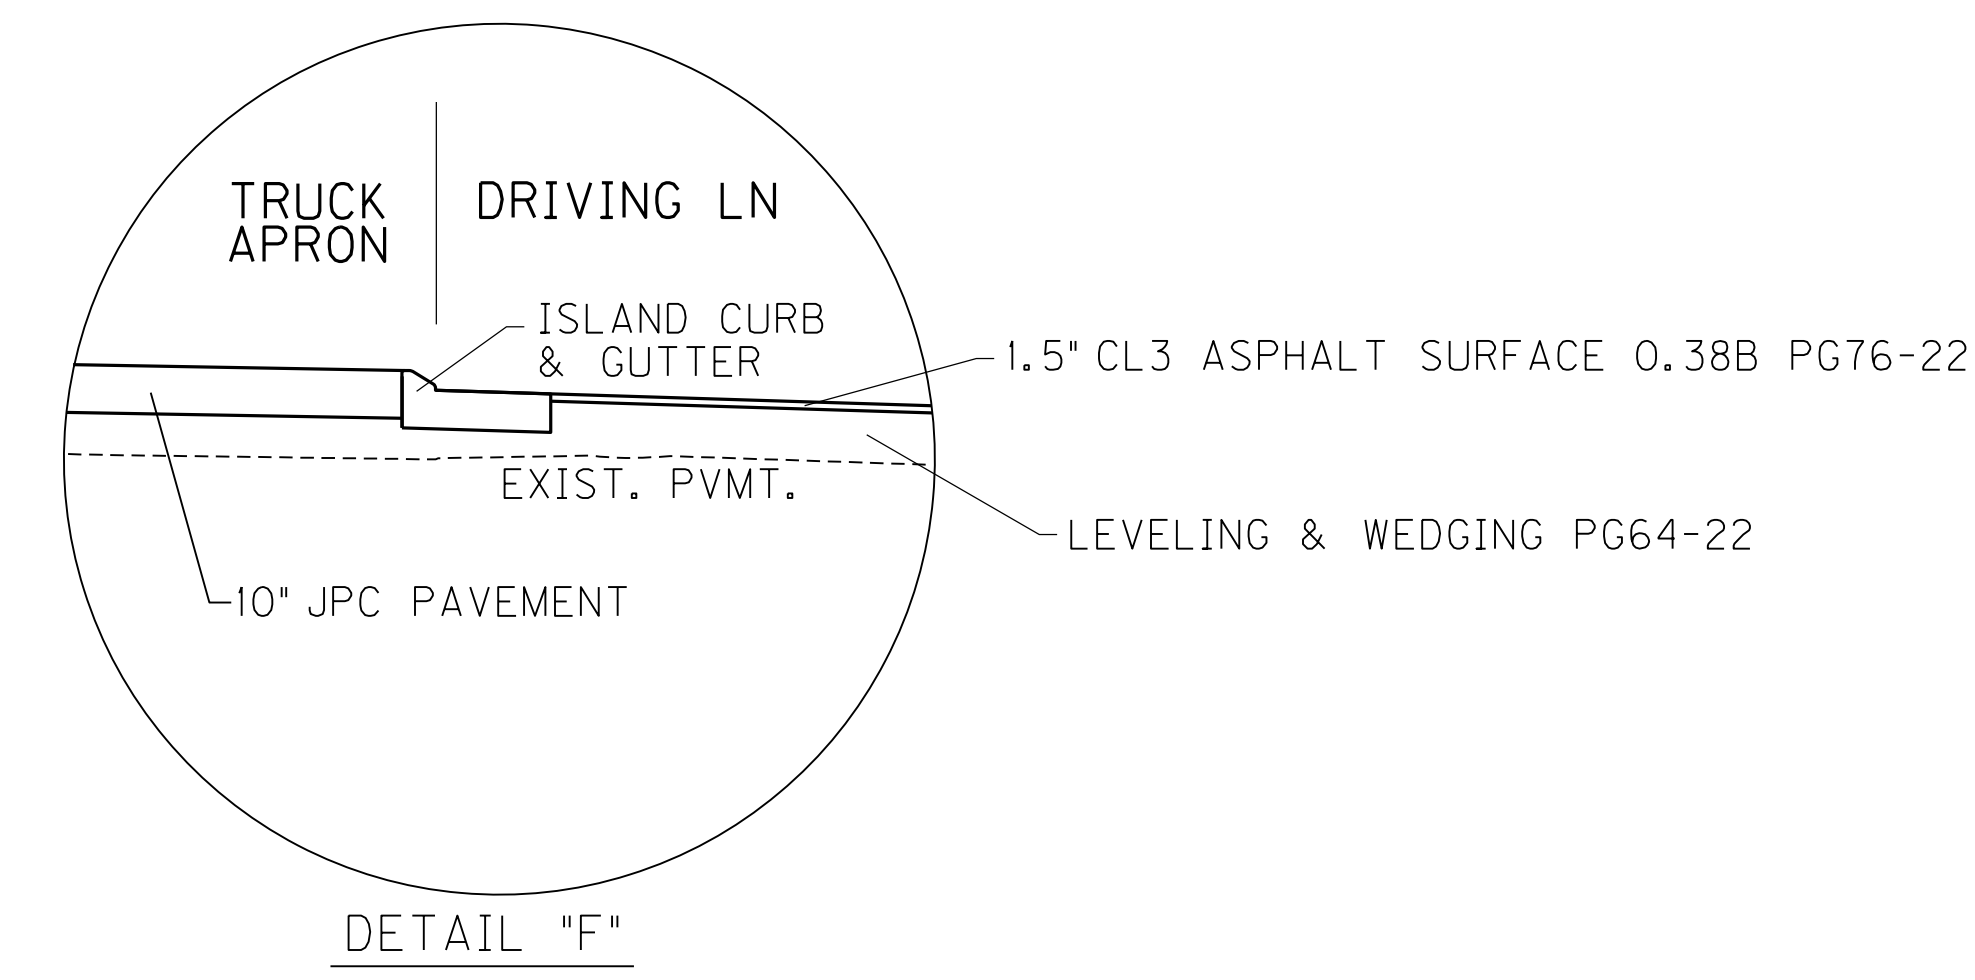 TRUCK
APRON
DRIVING LN
ISLAND CURB
& GUTTER
1.5" CL3 ASPHALT SURFACE 0.38B PG76-22
EXIST. PVMT.
LEVELING & WEDGING PG64-22
10" JPC PAVEMENT
DETAIL "F"